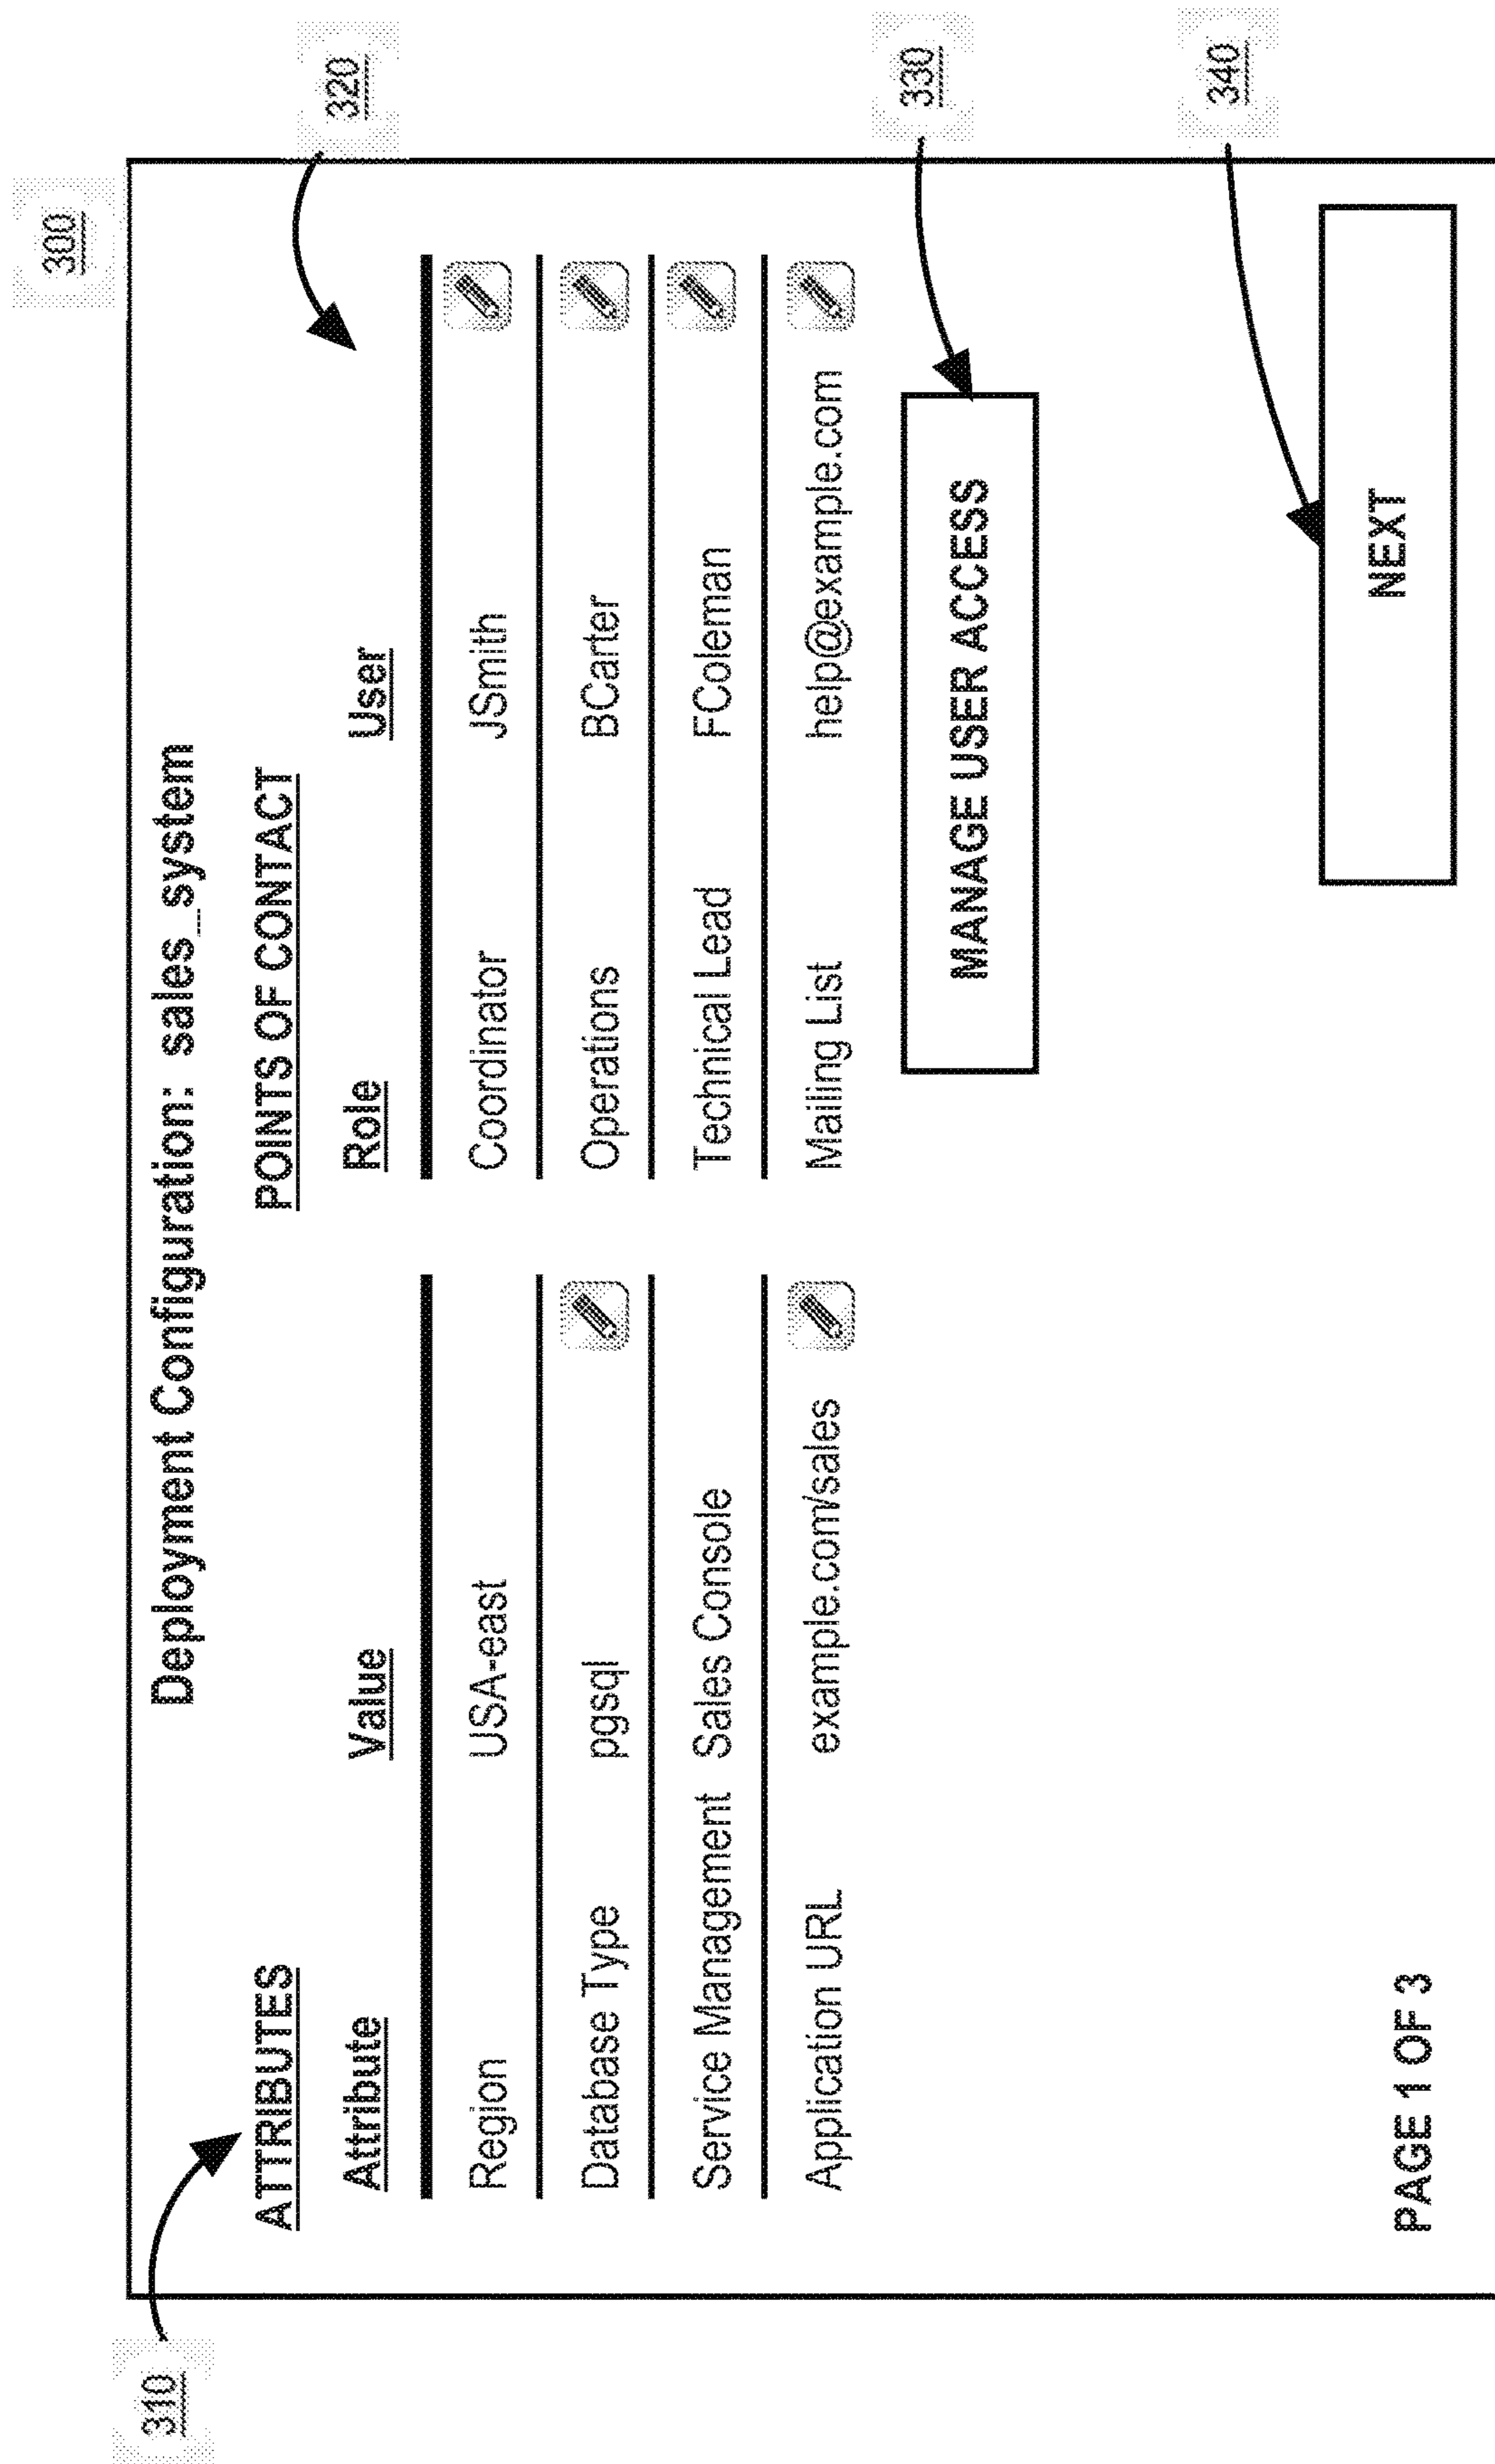 300
Deployment Configuration: sales_system
310
320
ATTRIBUTES
Attribute Value
Region USA-east
Database Type pgsql
Service Management Sales Console
Application URL example.com/sales
POINTS OF CONTACT
Role User
Coordinator JSmith
Operations BCarter
Technical Lead FColeman
Mailing List help@example.com
MANAGE USER ACCESS
330
PAGE 1 OF 3
NEXT
340